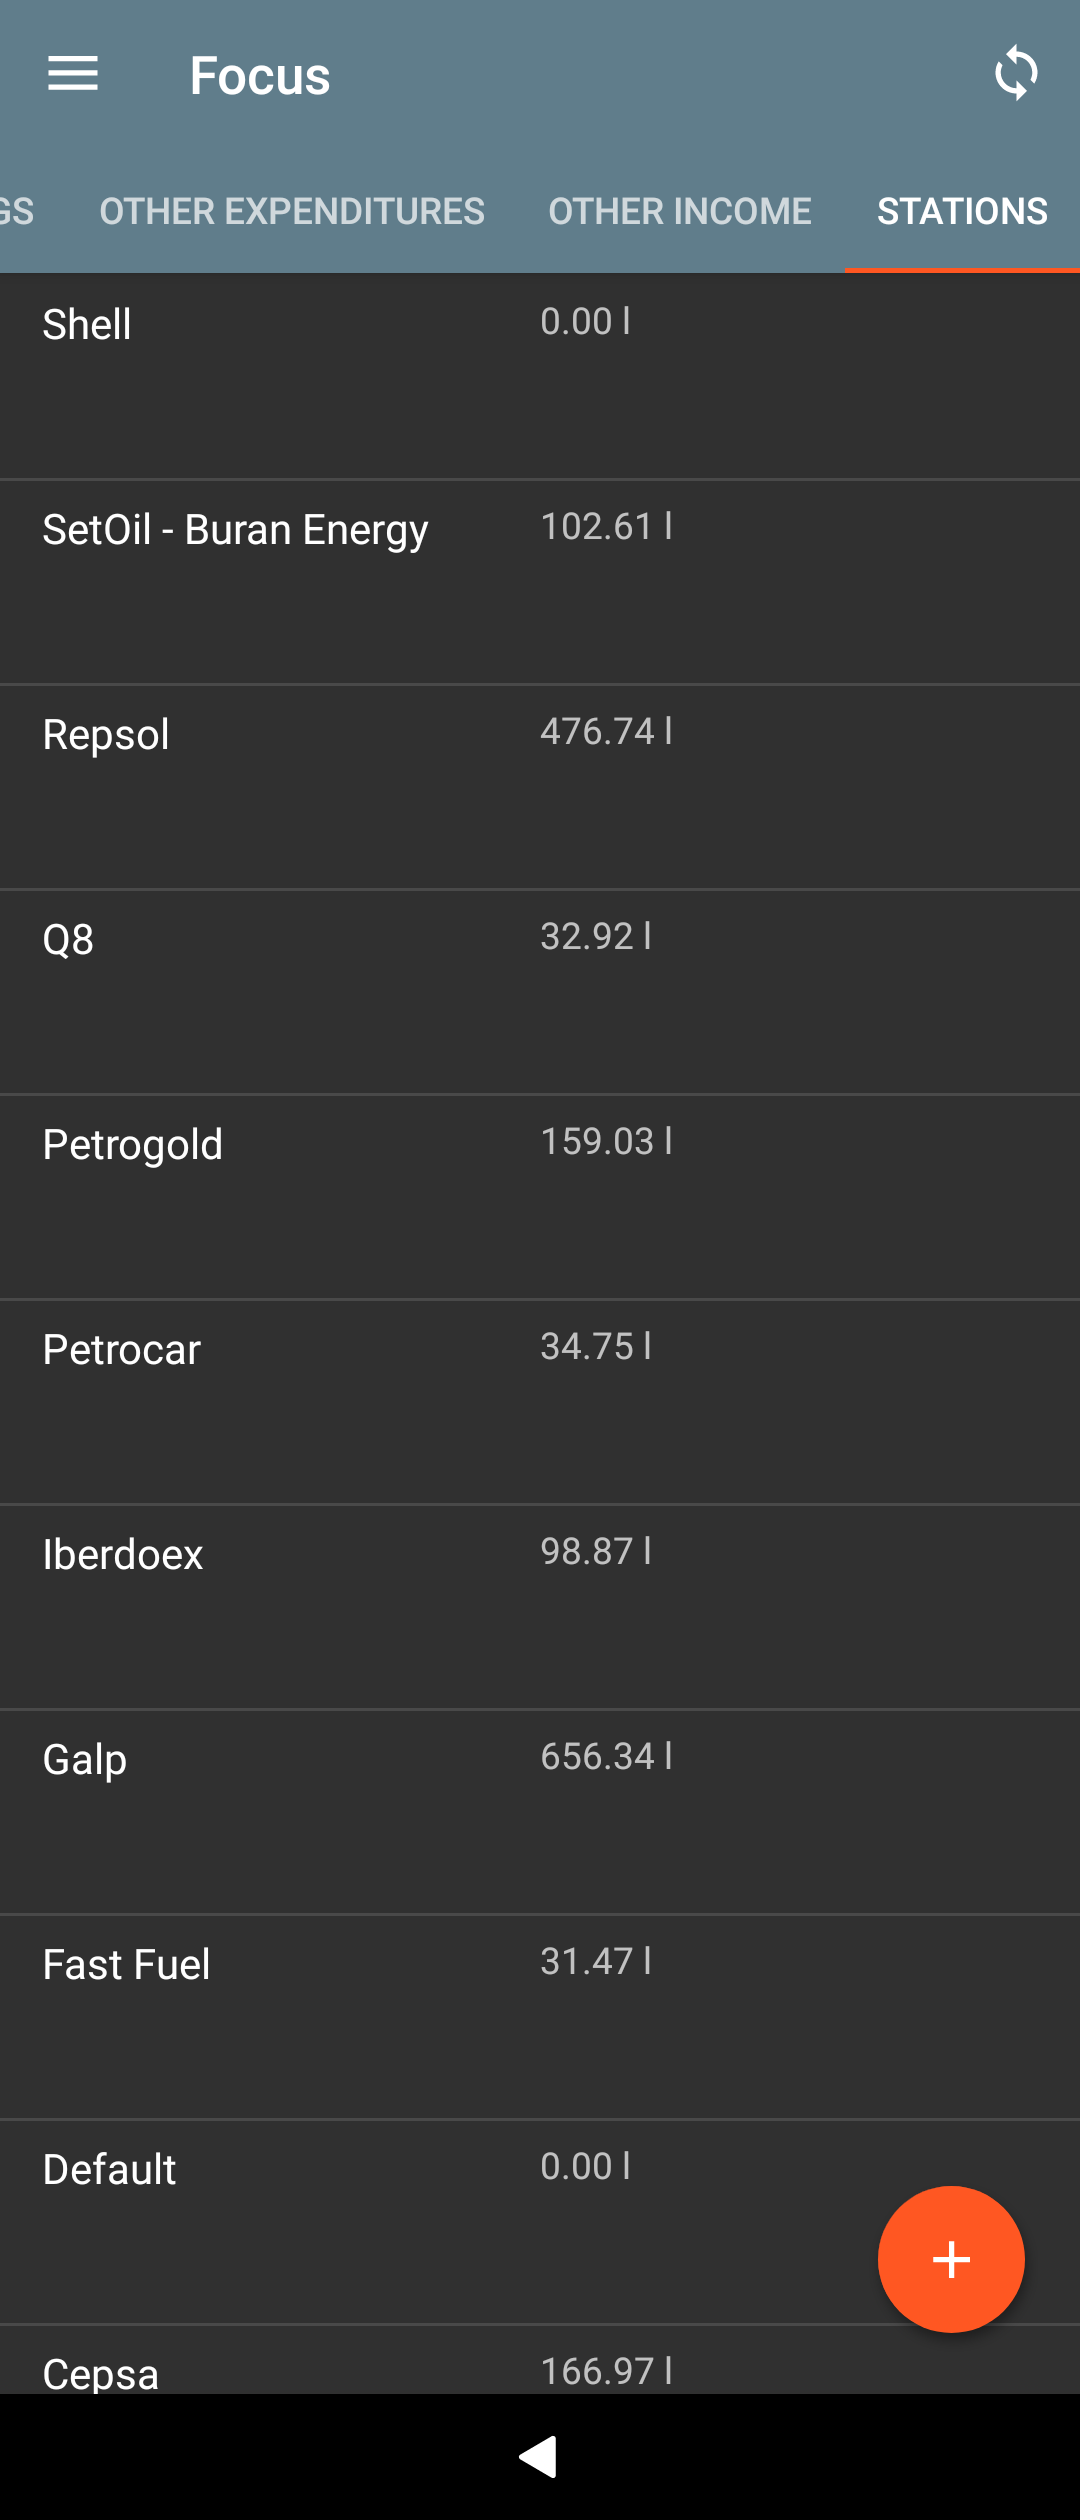 Focus
GS OTHER EXPENDITURES OTHER INCOME STATIONS
Shell 0.00 l
SetOil - Buran Energy 102.61 l
Repsol 476.74 l
Q8 32.92 l
Petrogold 159.03 l
Petrocar 34.75 l
Iberdoex 98.87 l
Galp 656.34 l
Fast Fuel 31.47 l
Default 0.00 l
Cepsa 166.97 l